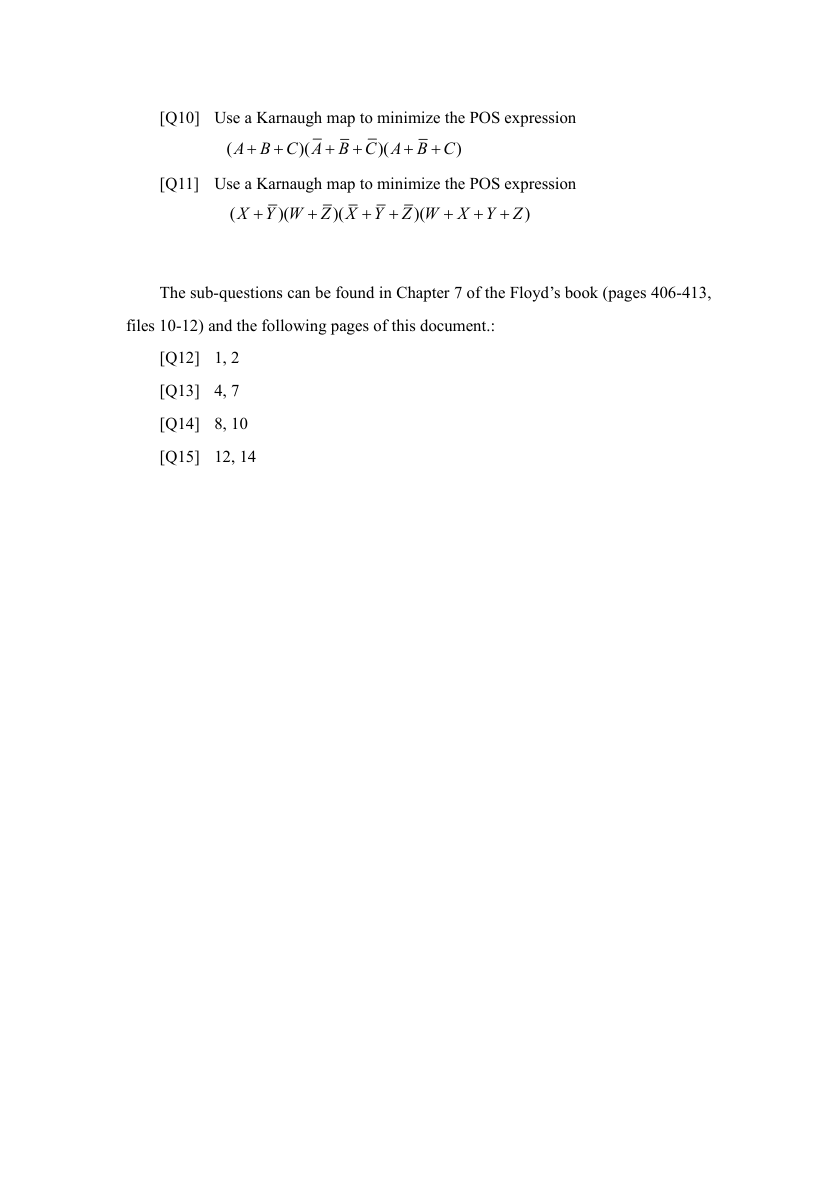 [Q10] Use a Karnaugh map to minimize the POS expression
(A + B + C)(A̅ + B̅ + C̅)(A + B̅ + C)
[Q11] Use a Karnaugh map to minimize the POS expression
(X + Y̅)(W + Z̅)(X̅ + Y̅ + Z̅)(W + X + Y + Z)
The sub-questions can be found in Chapter 7 of the Floyd’s book (pages 406-413,
files 10-12) and the following pages of this document.:
[Q12] 1, 2
[Q13] 4, 7
[Q14] 8, 10
[Q15] 12, 14